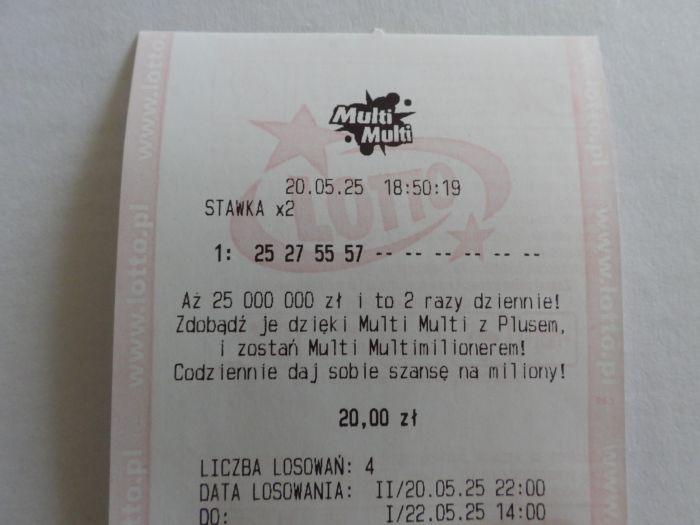 Multi
Multi
LOTTO
20.05.25 18:50:19
STAWKA x2
1: 25 27 55 57 -- -- -- -- -- --
Aż 25 000 000 zł i to 2 razy dziennie!
Zdobądź je dzięki Multi Multi z Plusem,
i zostań Multi Multimilionerem!
Codziennie daj sobie szansę na miliony!
20,00 zł
LICZBA LOSOWAŃ: 4
DATA LOSOWANIA: II/20.05.25 22:00
DO: I/22.05.25 14:00
www.lotto.pl
www.lotto.pl
www.lotto.pl